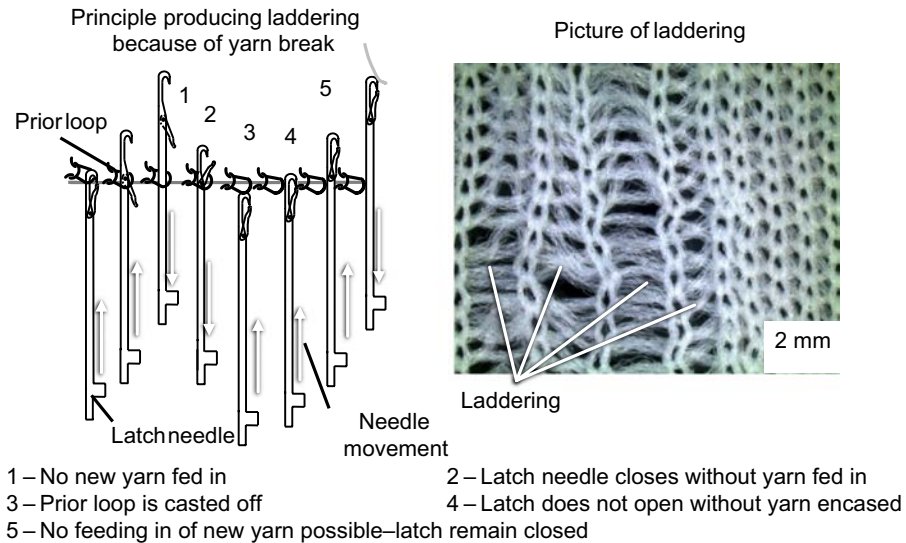 Principle producing laddering
because of yarn break
Picture of laddering
1
2
3
4
5
Prior loop
Latch needle
Needle
movement
2 mm
Laddering
1 – No new yarn fed in
2 – Latch needle closes without yarn fed in
3 – Prior loop is casted off
4 – Latch does not open without yarn encased
5 – No feeding in of new yarn possible–latch remain closed